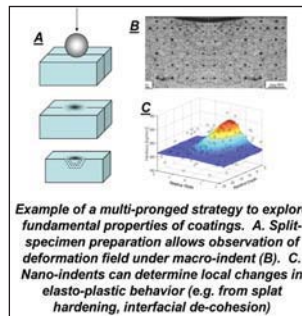 A
B
C
Example of a multi-pronged strategy to explore
fundamental properties of coatings. A. Split-
specimen preparation allows observation of
deformation field under macro-indent (B). C.
Nano-indents can determine local changes in
elasto-plastic behavior (e.g. from splat
hardening, interfacial de-cohesion)